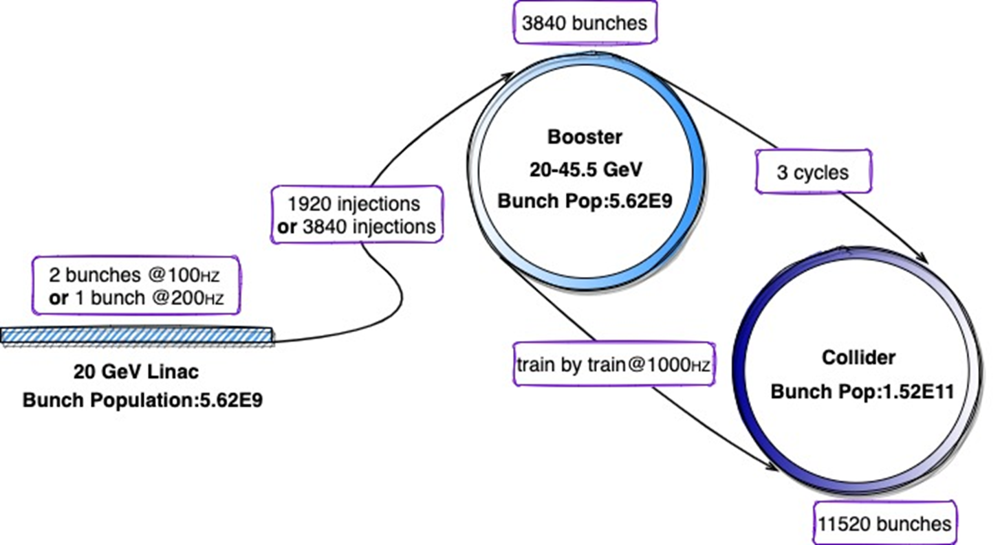 3840 bunches
Booster
20-45.5 GeV
Bunch Pop:5.62E9
3 cycles
1920 injections
or 3840 injections
2 bunches @100HZ
or 1 bunch @200HZ
20 GeV Linac
Bunch Population:5.62E9
train by train@1000HZ
Collider
Bunch Pop:1.52E11
11520 bunches